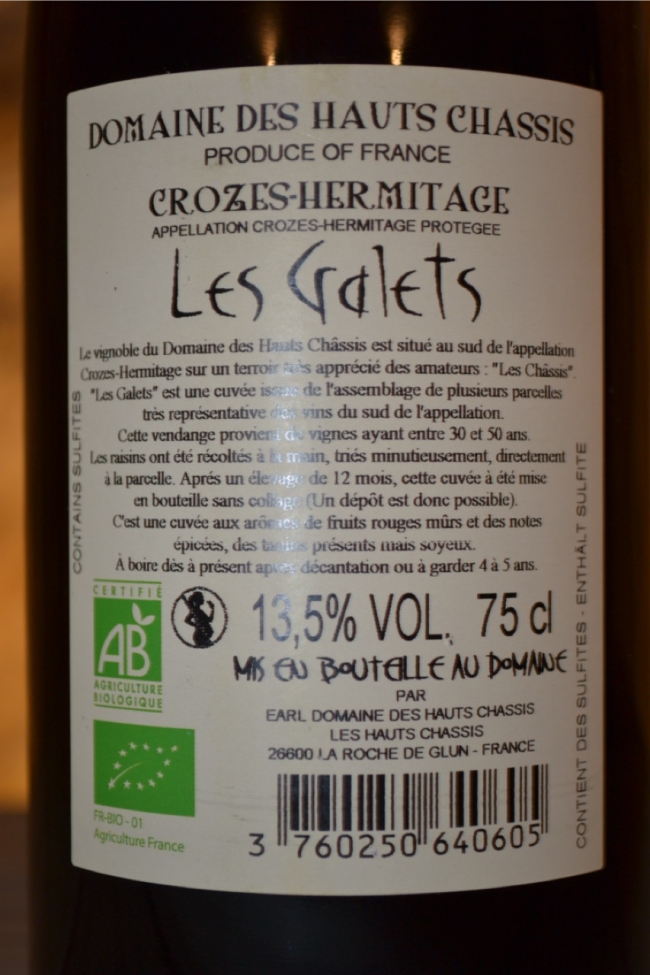 DOMAINE DES HAUTS CHASSIS
PRODUCE OF FRANCE
CROZES-HERMITAGE
APPELLATION CROZES-HERMITAGE PROTEGEE
Les Galets
Le vignoble du Domaine des Hauts Châssis est situé au sud de l'appellation
Crozes-Hermitage sur un terroir très apprécié des amateurs : "Les Châssis".
"Les Galets" est une cuvée issue de l'assemblage de plusieurs parcelles
très représentative des vins du sud de l'appellation.
Cette vendange provient de vignes ayant entre 30 et 50 ans.
Les raisins ont été récoltés à la main, triés minutieusement, directement
à la parcelle. Aprés un élevage de 12 mois, cette cuvée à été mise
en bouteille sans collage (Un dépôt est donc possible).
C'est une cuvée aux arômes de fruits rouges mûrs et des notes
épicées, des tanins présents mais soyeux.
À boire dès à présent après décantation ou à garder 4 à 5 ans.
CONTAINS SULFITES
CONTIENT DES SULFITES - ENTHÄLT SULFITE
CERTIFIÉ
AB
AGRICULTURE
BIOLOGIQUE
13,5% VOL. 75 cl
MIS EN BOUTEILLE AU DOMAINE
PAR
EARL DOMAINE DES HAUTS CHASSIS
LES HAUTS CHASSIS
26600 LA ROCHE DE GLUN - FRANCE
FR-BIO-01
Agriculture France
3 760250 640605